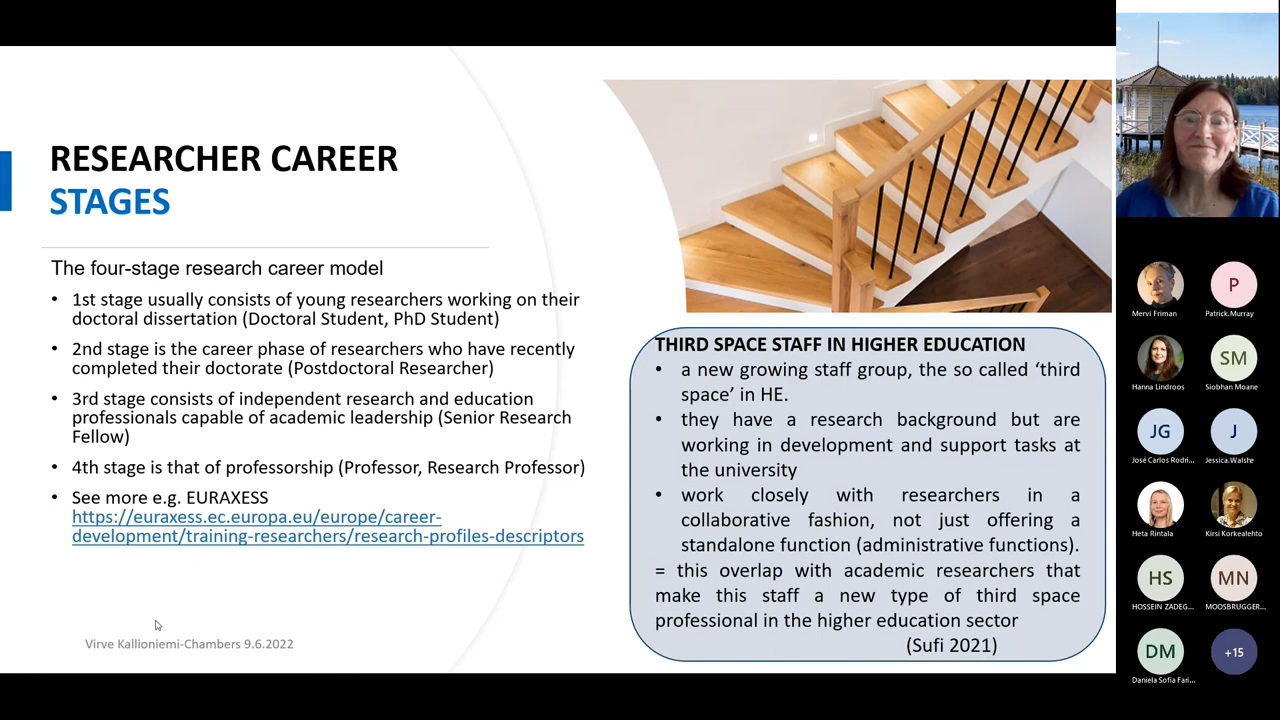 RESEARCHER CAREER
STAGES
The four-stage research career model
• 1st stage usually consists of young researchers working on their
doctoral dissertation (Doctoral Student, PhD Student)
• 2nd stage is the career phase of researchers who have recently
completed their doctorate (Postdoctoral Researcher)
• 3rd stage consists of independent research and education
professionals capable of academic leadership (Senior Research
Fellow)
• 4th stage is that of professorship (Professor, Research Professor)
• See more e.g. EURAXESS
https://euraxess.ec.europa.eu/europe/career-
development/training-researchers/research-profiles-descriptors
Virve Kallioniemi-Chambers 9.6.2022
THIRD SPACE STAFF IN HIGHER EDUCATION
• a new growing staff group, the so called ‘third
space’ in HE.
• they have a research background but are
working in development and support tasks at
the university
• work closely with researchers in a
collaborative fashion, not just offering a
standalone function (administrative functions).
= this overlap with academic researchers that
make this staff a new type of third space
professional in the higher education sector
(Sufi 2021)
Mervi Friman
P
Patrick.Murray
Hanna Lindroos
SM
Siobhan Moane
JG
José Carlos Rodri...
J
Jessica.Walshe
Heta Rintala
Kirsi Korkealehto
HS
HOSSEIN ZADEG...
MN
MOOSBRUGGER...
DM
Daniela Sofia Fari...
+15